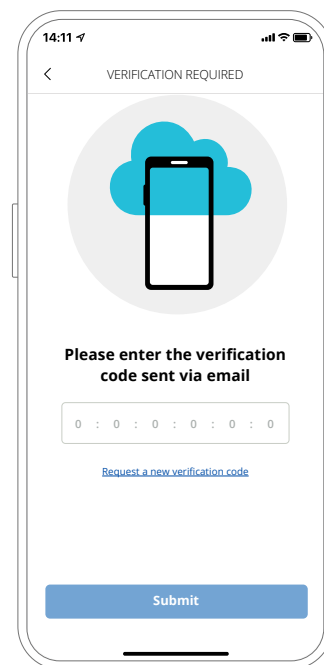 14:11
VERIFICATION REQUIRED
Please enter the verification
code sent via email
0 : 0 : 0 : 0 : 0 : 0
Request a new verification code
Submit